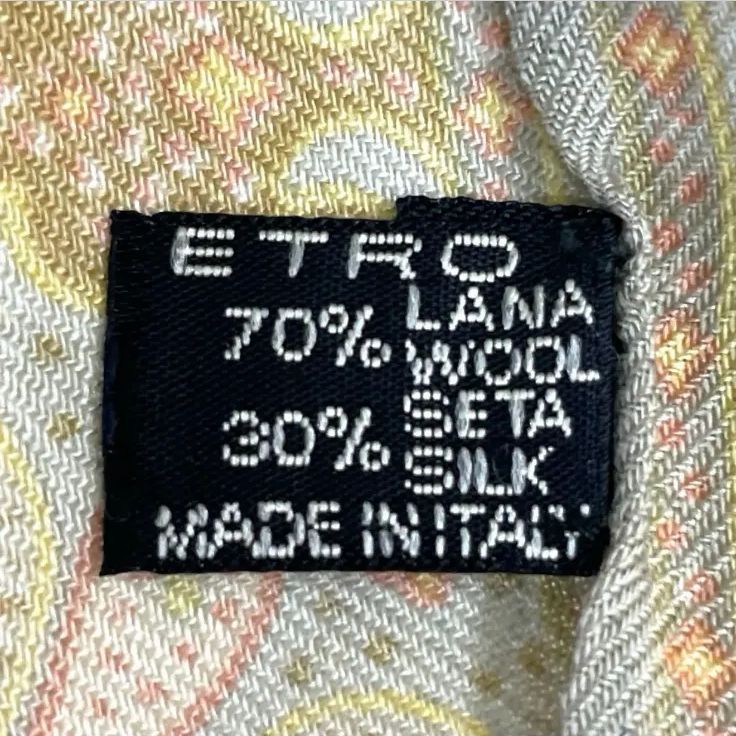 ETRO
70% LANA
WOOL
30% SETA
SILK
MADE IN ITALY